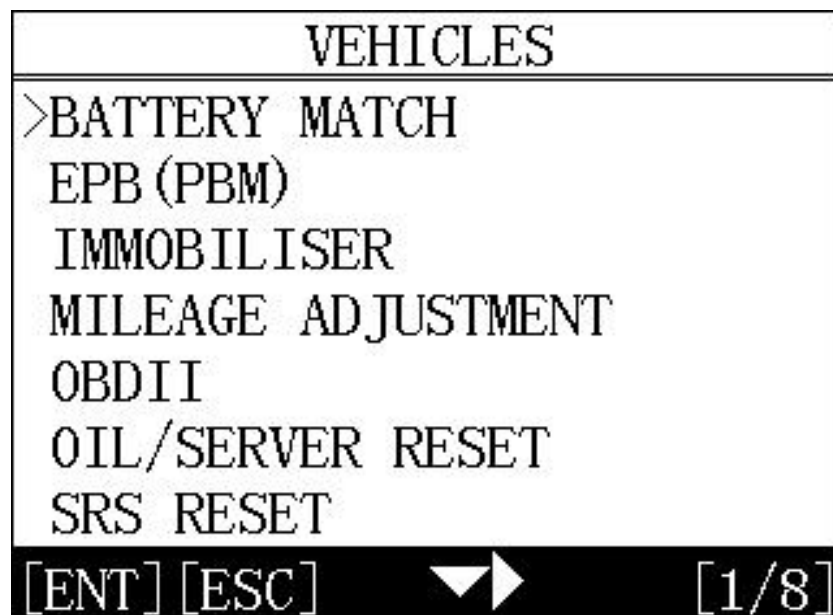 VEHICLES
>BATTERY MATCH
EPB(PBM)
IMMOBILISER
MILEAGE ADJUSTMENT
OBDII
OIL/SERVER RESET
SRS RESET
[ENT][ESC] [1/8]